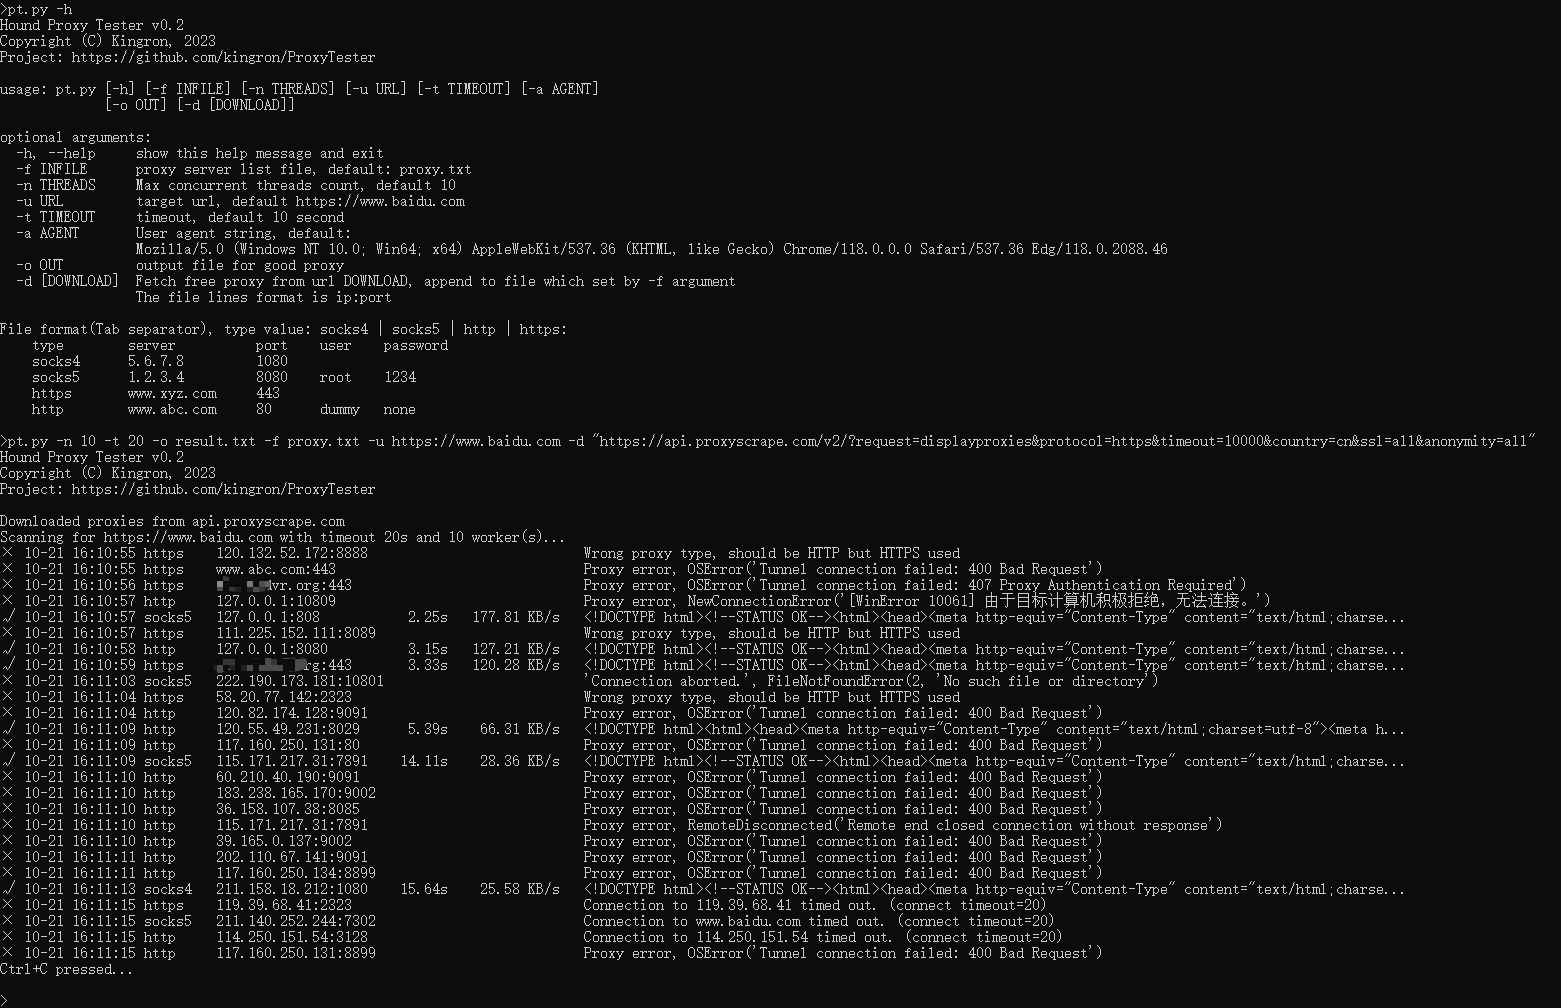 >pt.py -h
Hound Proxy Tester v0.2
Copyright (C) Kingron, 2023
Project: https://github.com/kingron/ProxyTester
usage: pt.py [-h] [-f INFILE] [-n THREADS] [-u URL] [-t TIMEOUT] [-a AGENT]
[-o OUT] [-d [DOWNLOAD]]
optional arguments:
-h, --help show this help message and exit
-f INFILE proxy server list file, default: proxy.txt
-n THREADS Max concurrent threads count, default 10
-u URL target url, default https://www.baidu.com
-t TIMEOUT timeout, default 10 second
-a AGENT User agent string, default:
Mozilla/5.0 (Windows NT 10.0; Win64; x64) AppleWebKit/537.36 (KHTML, like Gecko) Chrome/118.0.0.0 Safari/537.36 Edg/118.0.2088.46
-o OUT output file for good proxy
-d [DOWNLOAD] Fetch free proxy from url DOWNLOAD, append to file which set by -f argument
The file lines format is ip:port
File format(Tab separator), type value: socks4 | socks5 | http | https:
type server port user password
socks4 5.6.7.8 1080
socks5 1.2.3.4 8080 root 1234
https www.xyz.com 443
http www.abc.com 80 dummy none
>pt.py -n 10 -t 20 -o result.txt -f proxy.txt -u https://www.baidu.com -d "https://api.proxyscrape.com/v2/?request=displayproxies&protocol=https&timeout=10000&country=cn&ssl=all&anonymity=all"
Hound Proxy Tester v0.2
Copyright (C) Kingron, 2023
Project: https://github.com/kingron/ProxyTester
Downloaded proxies from api.proxyscrape.com
Scanning for https://www.baidu.com with timeout 20s and 10 worker(s)...
× 10-21 16:10:55 https 120.132.52.172:8888 Wrong proxy type, should be HTTP but HTTPS used
× 10-21 16:10:55 https www.abc.com:443 Proxy error, OSError('Tunnel connection failed: 400 Bad Request')
× 10-21 16:10:56 https vr.org:443 Proxy error, OSError('Tunnel connection failed: 407 Proxy Authentication Required')
× 10-21 16:10:57 http 127.0.0.1:10809 Proxy error, NewConnectionError('[WinError 10061] 由于目标计算机积极拒绝，无法连接。')
√ 10-21 16:10:57 socks5 127.0.0.1:808 2.25s 177.81 KB/s <!DOCTYPE html><!--STATUS OK--><html><head><meta http-equiv="Content-Type" content="text/html;charse...
× 10-21 16:10:57 https 111.225.152.111:8089 Wrong proxy type, should be HTTP but HTTPS used
√ 10-21 16:10:58 http 127.0.0.1:8080 3.15s 127.21 KB/s <!DOCTYPE html><!--STATUS OK--><html><head><meta http-equiv="Content-Type" content="text/html;charse...
√ 10-21 16:10:59 https rg:443 3.33s 120.28 KB/s <!DOCTYPE html><!--STATUS OK--><html><head><meta http-equiv="Content-Type" content="text/html;charse...
× 10-21 16:11:03 socks5 222.190.173.181:10801 'Connection aborted.', FileNotFoundError(2, 'No such file or directory')
× 10-21 16:11:04 https 58.20.77.142:2323 Wrong proxy type, should be HTTP but HTTPS used
× 10-21 16:11:04 http 120.82.174.128:9091 Proxy error, OSError('Tunnel connection failed: 400 Bad Request')
√ 10-21 16:11:09 http 120.55.49.231:8029 5.39s 66.31 KB/s <!DOCTYPE html><html><head><meta http-equiv="Content-Type" content="text/html;charset=utf-8"><meta h...
× 10-21 16:11:09 http 117.160.250.131:80 Proxy error, OSError('Tunnel connection failed: 400 Bad Request')
√ 10-21 16:11:09 socks5 115.171.217.31:7891 14.11s 28.36 KB/s <!DOCTYPE html><!--STATUS OK--><html><head><meta http-equiv="Content-Type" content="text/html;charse...
× 10-21 16:11:10 http 60.210.40.190:9091 Proxy error, OSError('Tunnel connection failed: 400 Bad Request')
× 10-21 16:11:10 http 183.238.165.170:9002 Proxy error, OSError('Tunnel connection failed: 400 Bad Request')
× 10-21 16:11:10 http 36.158.107.38:8085 Proxy error, OSError('Tunnel connection failed: 400 Bad Request')
× 10-21 16:11:10 http 115.171.217.31:7891 Proxy error, RemoteDisconnected('Remote end closed connection without response')
× 10-21 16:11:10 http 39.165.0.137:9002 Proxy error, OSError('Tunnel connection failed: 400 Bad Request')
× 10-21 16:11:11 http 202.110.67.141:9091 Proxy error, OSError('Tunnel connection failed: 400 Bad Request')
× 10-21 16:11:11 http 117.160.250.134:8899 Proxy error, OSError('Tunnel connection failed: 400 Bad Request')
√ 10-21 16:11:13 socks4 211.158.18.212:1080 15.64s 25.58 KB/s <!DOCTYPE html><!--STATUS OK--><html><head><meta http-equiv="Content-Type" content="text/html;charse...
× 10-21 16:11:15 https 119.39.68.41:2323 Connection to 119.39.68.41 timed out. (connect timeout=20)
× 10-21 16:11:15 socks5 211.140.252.244:7302 Connection to www.baidu.com timed out. (connect timeout=20)
× 10-21 16:11:15 http 114.250.151.54:3128 Connection to 114.250.151.54 timed out. (connect timeout=20)
× 10-21 16:11:15 http 117.160.250.131:8899 Proxy error, OSError('Tunnel connection failed: 400 Bad Request')
Ctrl+C pressed...
>